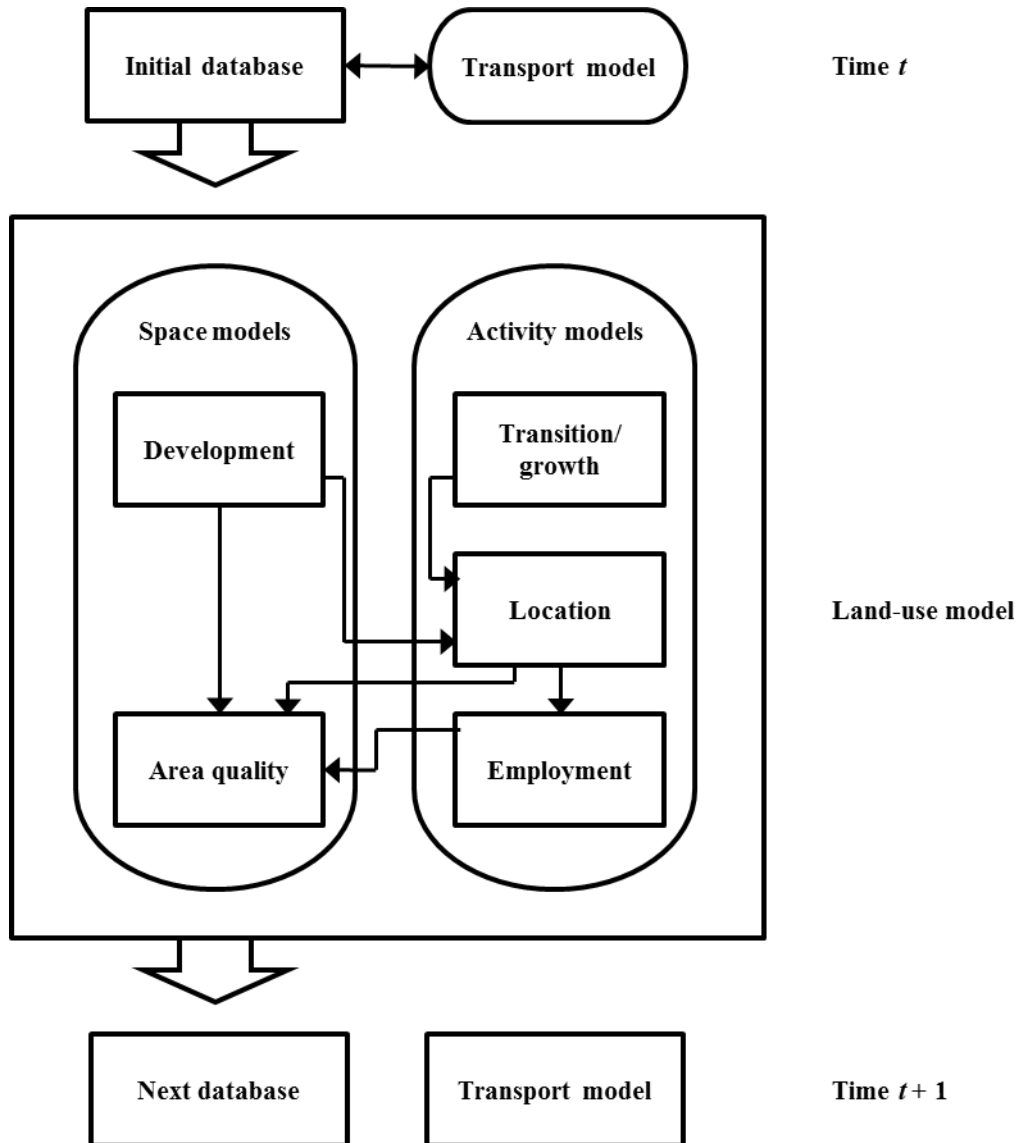 Initial database
Transport model
Time t
Space models
Activity models
Development
Transition/
growth
Location
Land-use model
Area quality
Employment
Next database
Transport model
Time t + 1